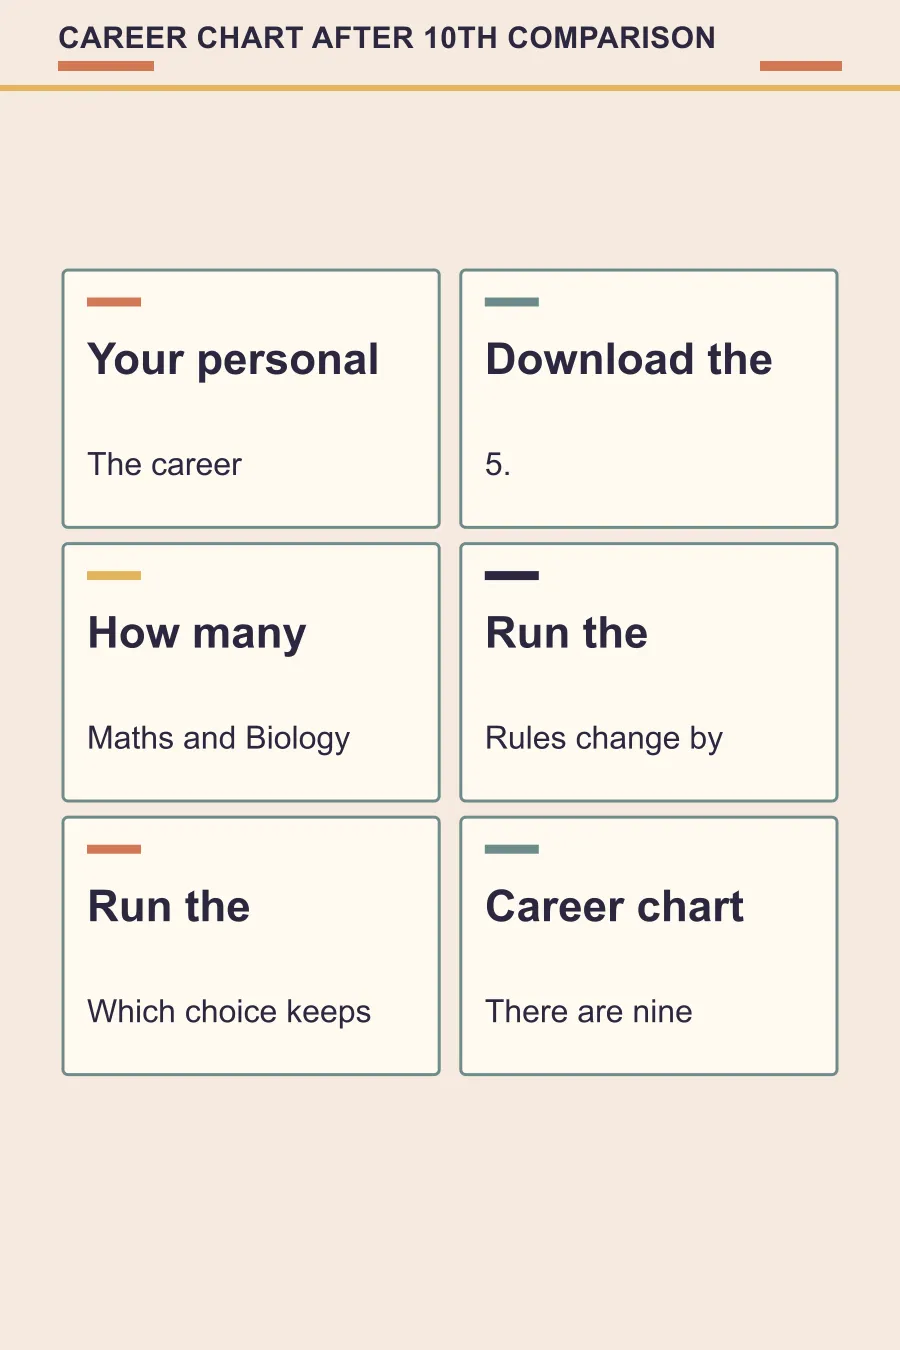 CAREER CHART AFTER 10TH COMPARISON
Your personal
The career
Download the
5.
How many
Maths and Biology
Run the
Rules change by
Run the
Which choice keeps
Career chart
There are nine